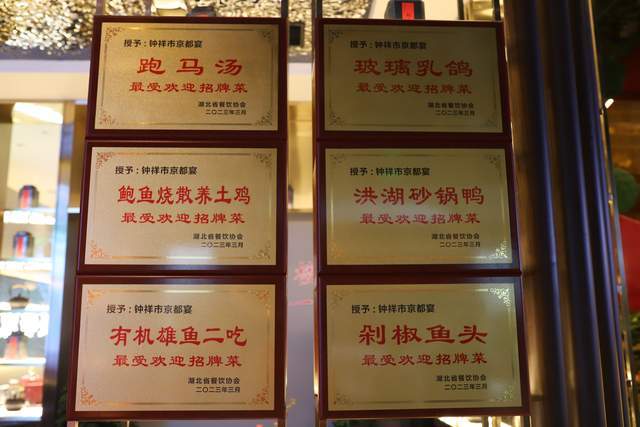 授予：钟祥市京都宴
跑马汤
最受欢迎招牌菜
湖北省餐饮协会
二〇二三年三月
授予：钟祥市京都宴
玻璃乳鸽
最受欢迎招牌菜
湖北省餐饮协会
二〇二三年三月
授予：钟祥市京都宴
鲍鱼烧散养土鸡
最受欢迎招牌菜
湖北省餐饮协会
二〇二三年三月
授予：钟祥市京都宴
洪湖砂锅鸭
最受欢迎招牌菜
湖北省餐饮协会
二〇二三年三月
授予：钟祥市京都宴
有机雄鱼二吃
最受欢迎招牌菜
湖北省餐饮协会
二〇二三年三月
授予：钟祥市京都宴
剁椒鱼头
最受欢迎招牌菜
湖北省餐饮协会
二〇二三年三月